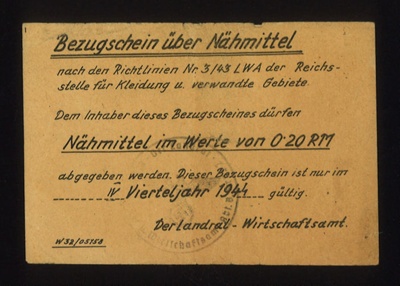 Bezugschein über Nähmittel
nach den Richtlinien Nr. 3/43 LWA der Reichs-
stelle für Kleidung u. verwandte Gebiete.
Dem Inhaber dieses Bezugscheines dürfen
Nähmittel im Werte von 0·20 RM
abgegeben werden. Dieser Bezugschein ist nur im
IV Vierteljahr 1944 gültig.
Der Landrat - Wirtschaftsamt.